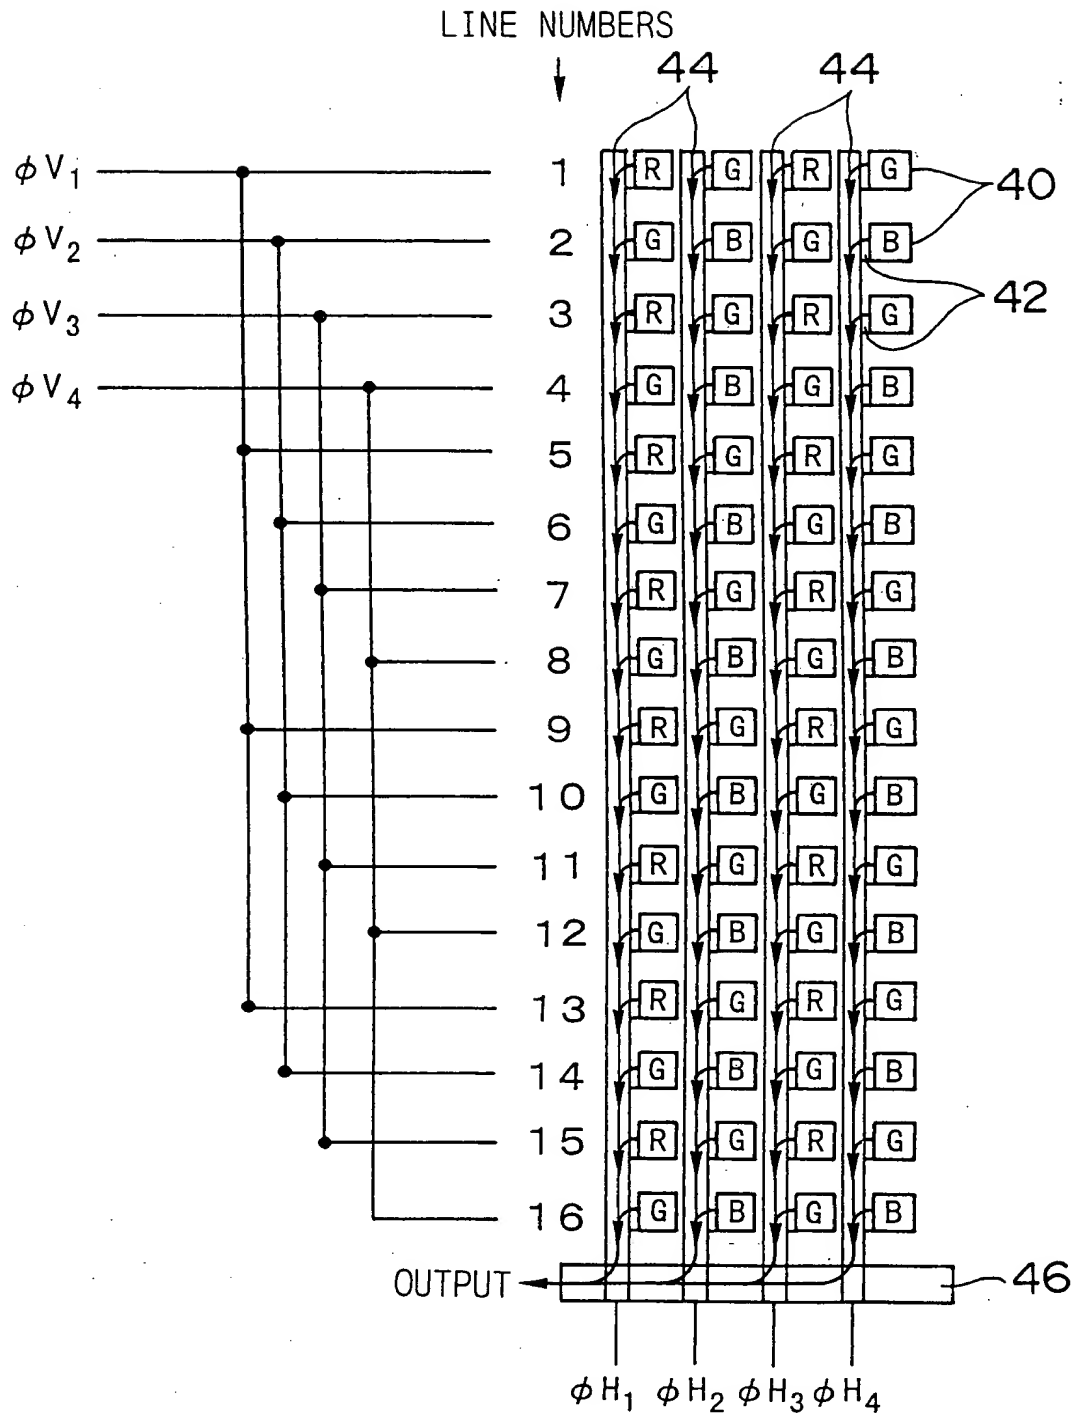 LINE NUMBERS
44 44
φV1 1 R G R G 40
φV2 2 G B G B
42
φV3 3 R G R G
φV4 4 G B G B
5 R G R G
6 G B G B
7 R G R G
8 G B G B
9 R G R G
10 G B G B
11 R G R G
12 G B G B
13 R G R G
14 G B G B
15 R G R G
16 G B G B
OUTPUT 46
φH1 φH2 φH3 φH4